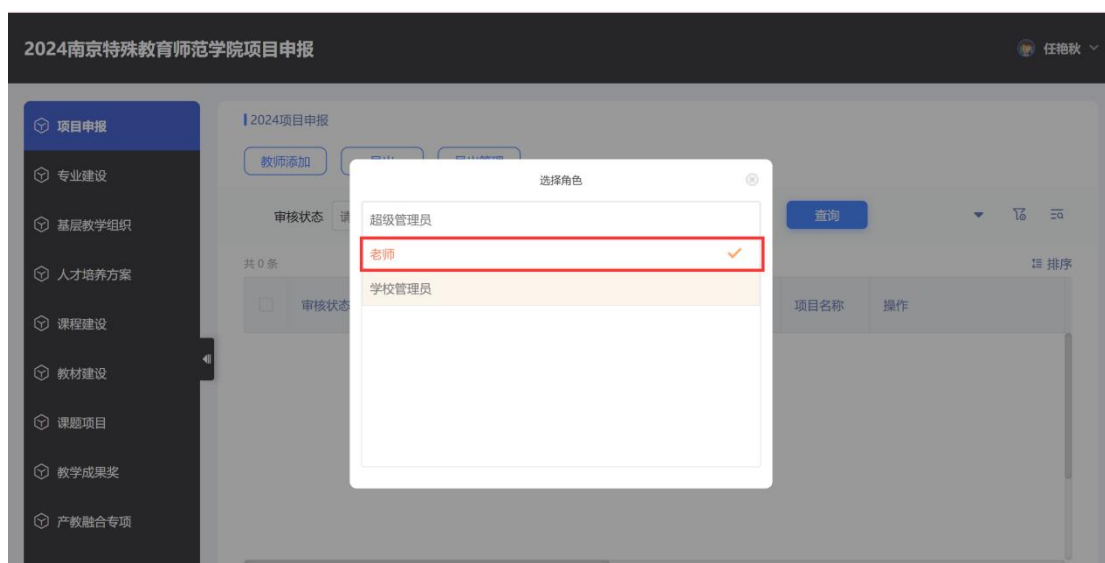 2024南京特殊教育师范学院项目申报
任艳秋
项目申报
专业建设
基层教学组织
人才培养方案
课程建设
教材建设
课题项目
教学成果奖
产教融合专项
2024项目申报
教师添加
审核状态
查询
共 0 条
排序
审核状态
项目名称
操作
选择角色
超级管理员
老师
学校管理员